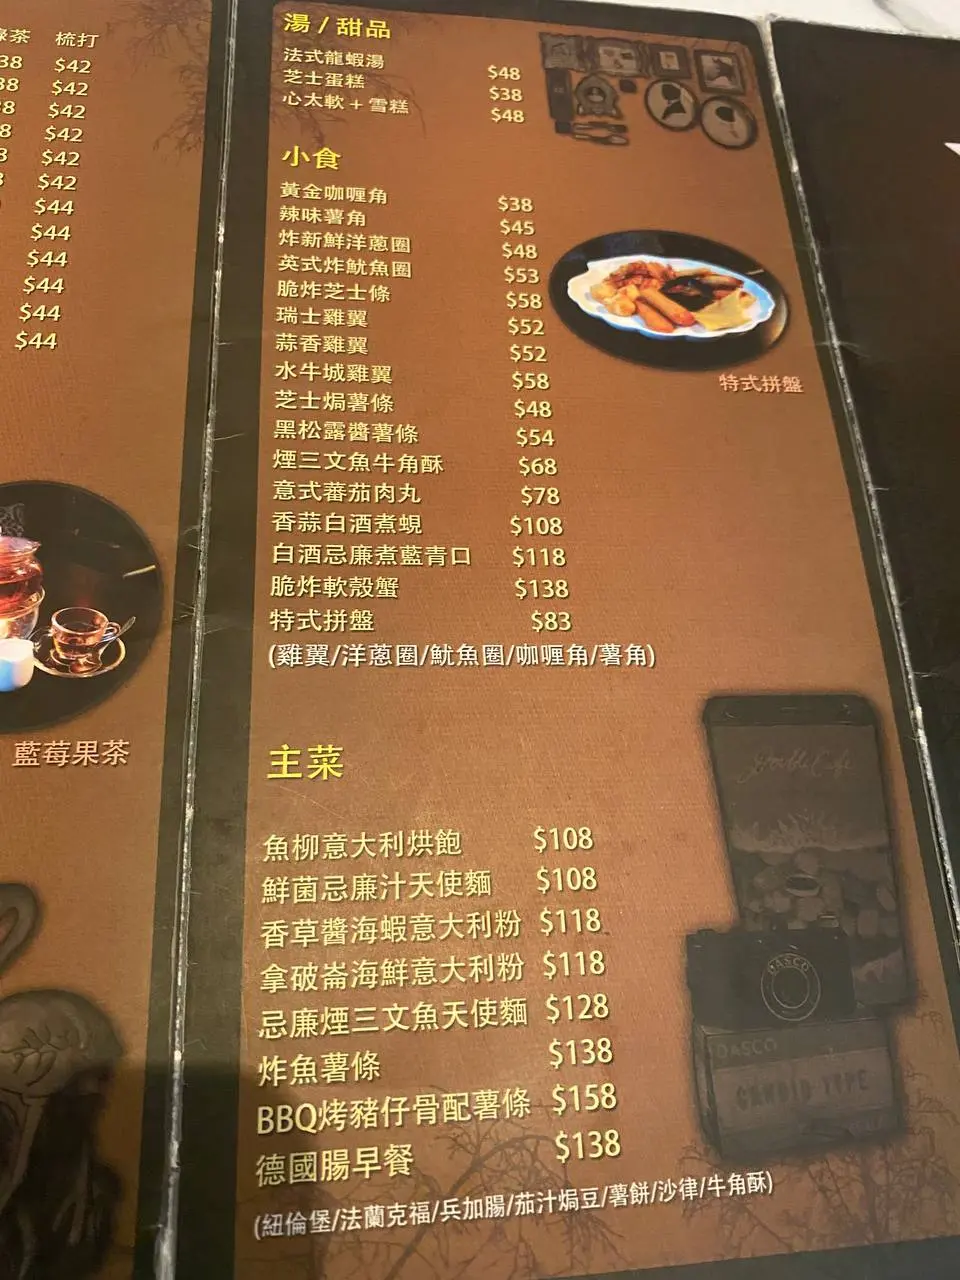 茶 梳打
38 $42
38 $42
38 $42
8 $42
8 $42
8 $42
$44
$44
$44
$44
$44
$44
藍莓果茶
湯 / 甜品
法式龍蝦湯 $48
芝士蛋糕 $38
心太軟 + 雪糕 $48
小食
黃金咖喱角 $38
辣味薯角 $45
炸新鮮洋蔥圈 $48
英式炸魷魚圈 $53
脆炸芝士條 $58
瑞士雞翼 $52
蒜香雞翼 $52
水牛城雞翼 $58
芝士焗薯條 $48
黑松露醬薯條 $54
煙三文魚牛角酥 $68
意式蕃茄肉丸 $78
香蒜白酒煮蜆 $108
白酒忌廉煮藍青口 $118
脆炸軟殼蟹 $138
特式拼盤 $83
(雞翼/洋蔥圈/魷魚圈/咖喱角/薯角)
特式拼盤
主菜
魚柳意大利烘飽 $108
鮮菌忌廉汁天使麵 $108
香草醬海蝦意大利粉 $118
拿破崙海鮮意大利粉 $118
忌廉煙三文魚天使麵 $128
炸魚薯條 $138
BBQ烤豬仔骨配薯條 $158
德國腸早餐 $138
(紐倫堡/法蘭克福/兵加腸/茄汁焗豆/薯餅/沙律/牛角酥)
DASCO
DASCO
CANDID TYPE